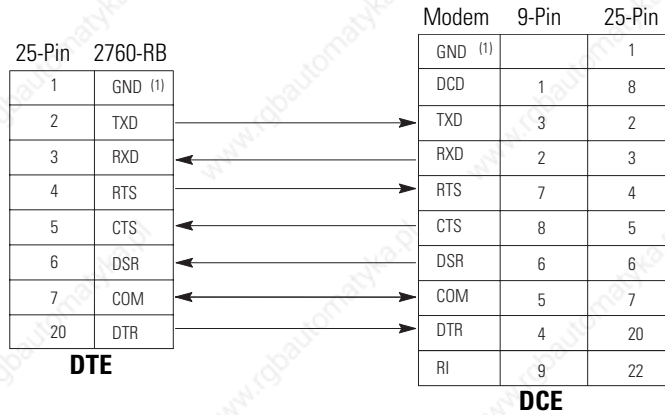 25-Pin 2760-RB
1 GND (1)
2 TXD
3 RXD
4 RTS
5 CTS
6 DSR
7 COM
20 DTR
DTE
Modem 9-Pin 25-Pin
GND (1) 1
DCD 1 8
TXD 3 2
RXD 2 3
RTS 7 4
CTS 8 5
DSR 6 6
COM 5 7
DTR 4 20
RI 9 22
DCE
www.rgbautomatyka.pl